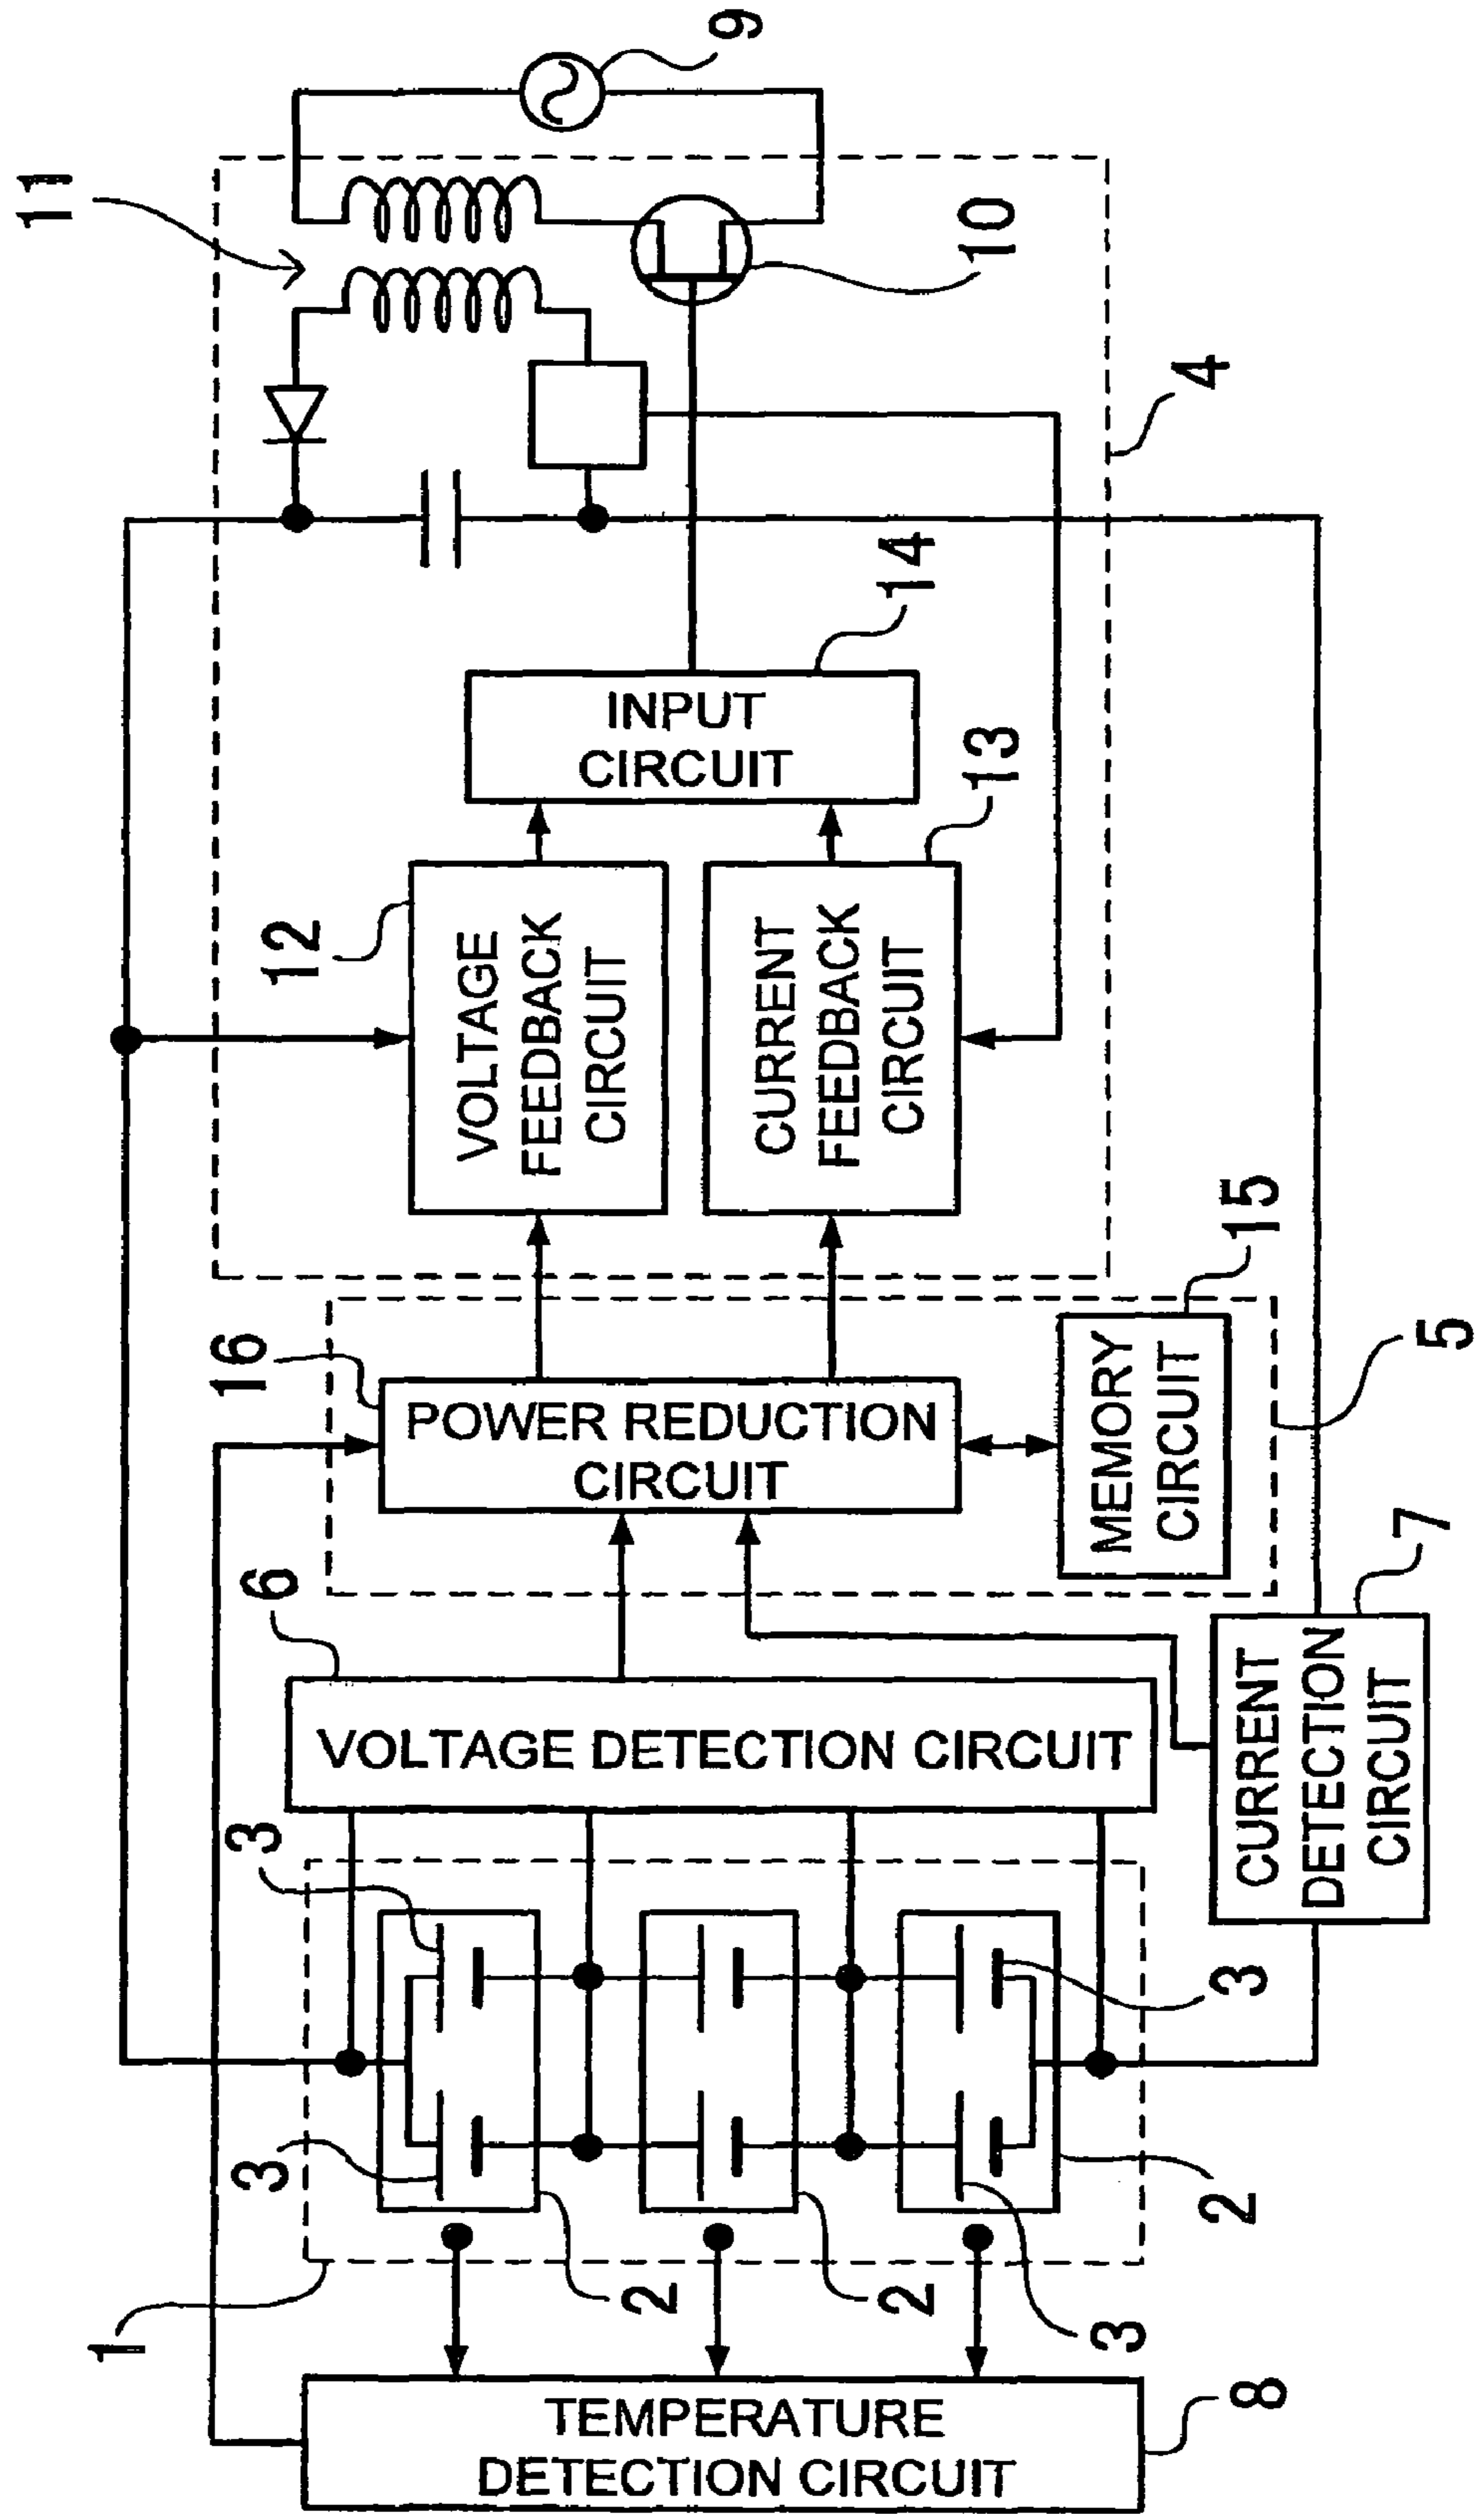 11
9
10
4
14
INPUT
CIRCUIT
13
12
VOLTAGE
FEEDBACK
CIRCUIT
CURRENT
FEEDBACK
CIRCUIT
15
16
POWER REDUCTION
CIRCUIT
MEMORY
CIRCUIT
5
6
7
VOLTAGE DETECTION CIRCUIT
CURRENT
DETECTION
CIRCUIT
3
3
3
2
2
2
3
1
TEMPERATURE
DETECTION CIRCUIT
8